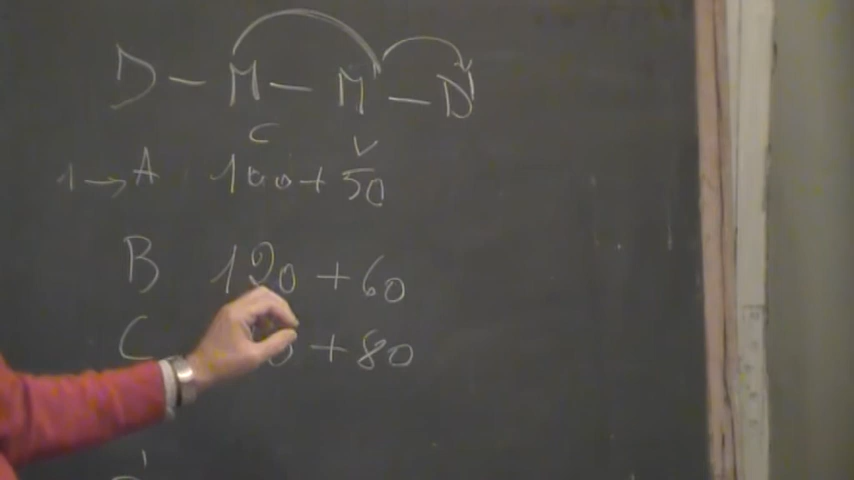 D – M – M – D
C V
1 → A 100 + 50
B 120 + 60
C + 80